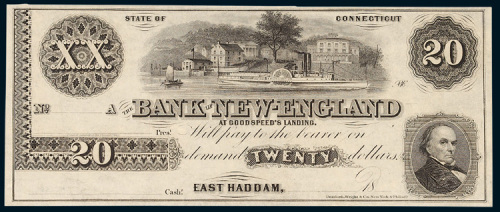 STATE OF CONNECTICUT
XX 20
No. A THE BANK OF NEW-ENGLAND
AT GOODSPEED'S LANDING.
Pres! Will pay to the bearer on
20 demand TWENTY dollars
Cash! EAST HADDAM, 18